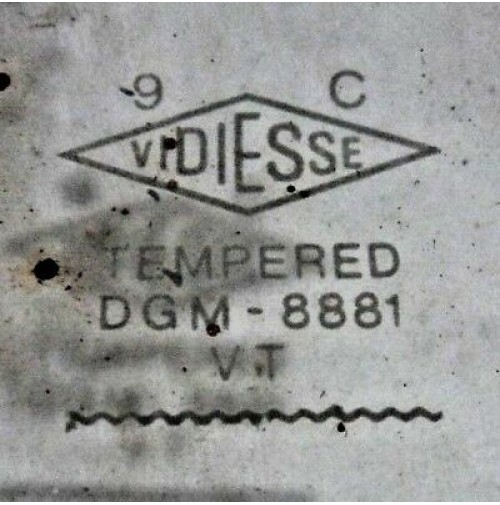 9 C
VIDIESSE
TEMPERED
DGM - 8881
V.T